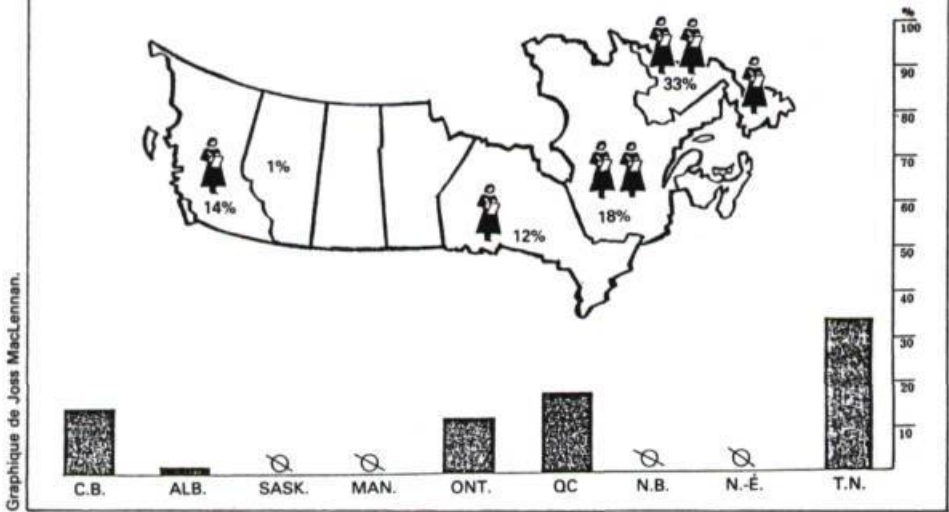 %
100
90
80
70
60
50
40
30
20
10
33%
1%
14%
18%
12%
C.B.
ALB.
SASK.
MAN.
ONT.
QC
N.B.
N.-É.
T.N.
Graphique de Joss MacLennan.